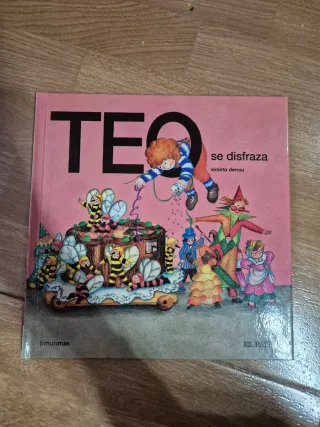 TEO
se disfraza
violeta denou
timunmas
EL PAÍS